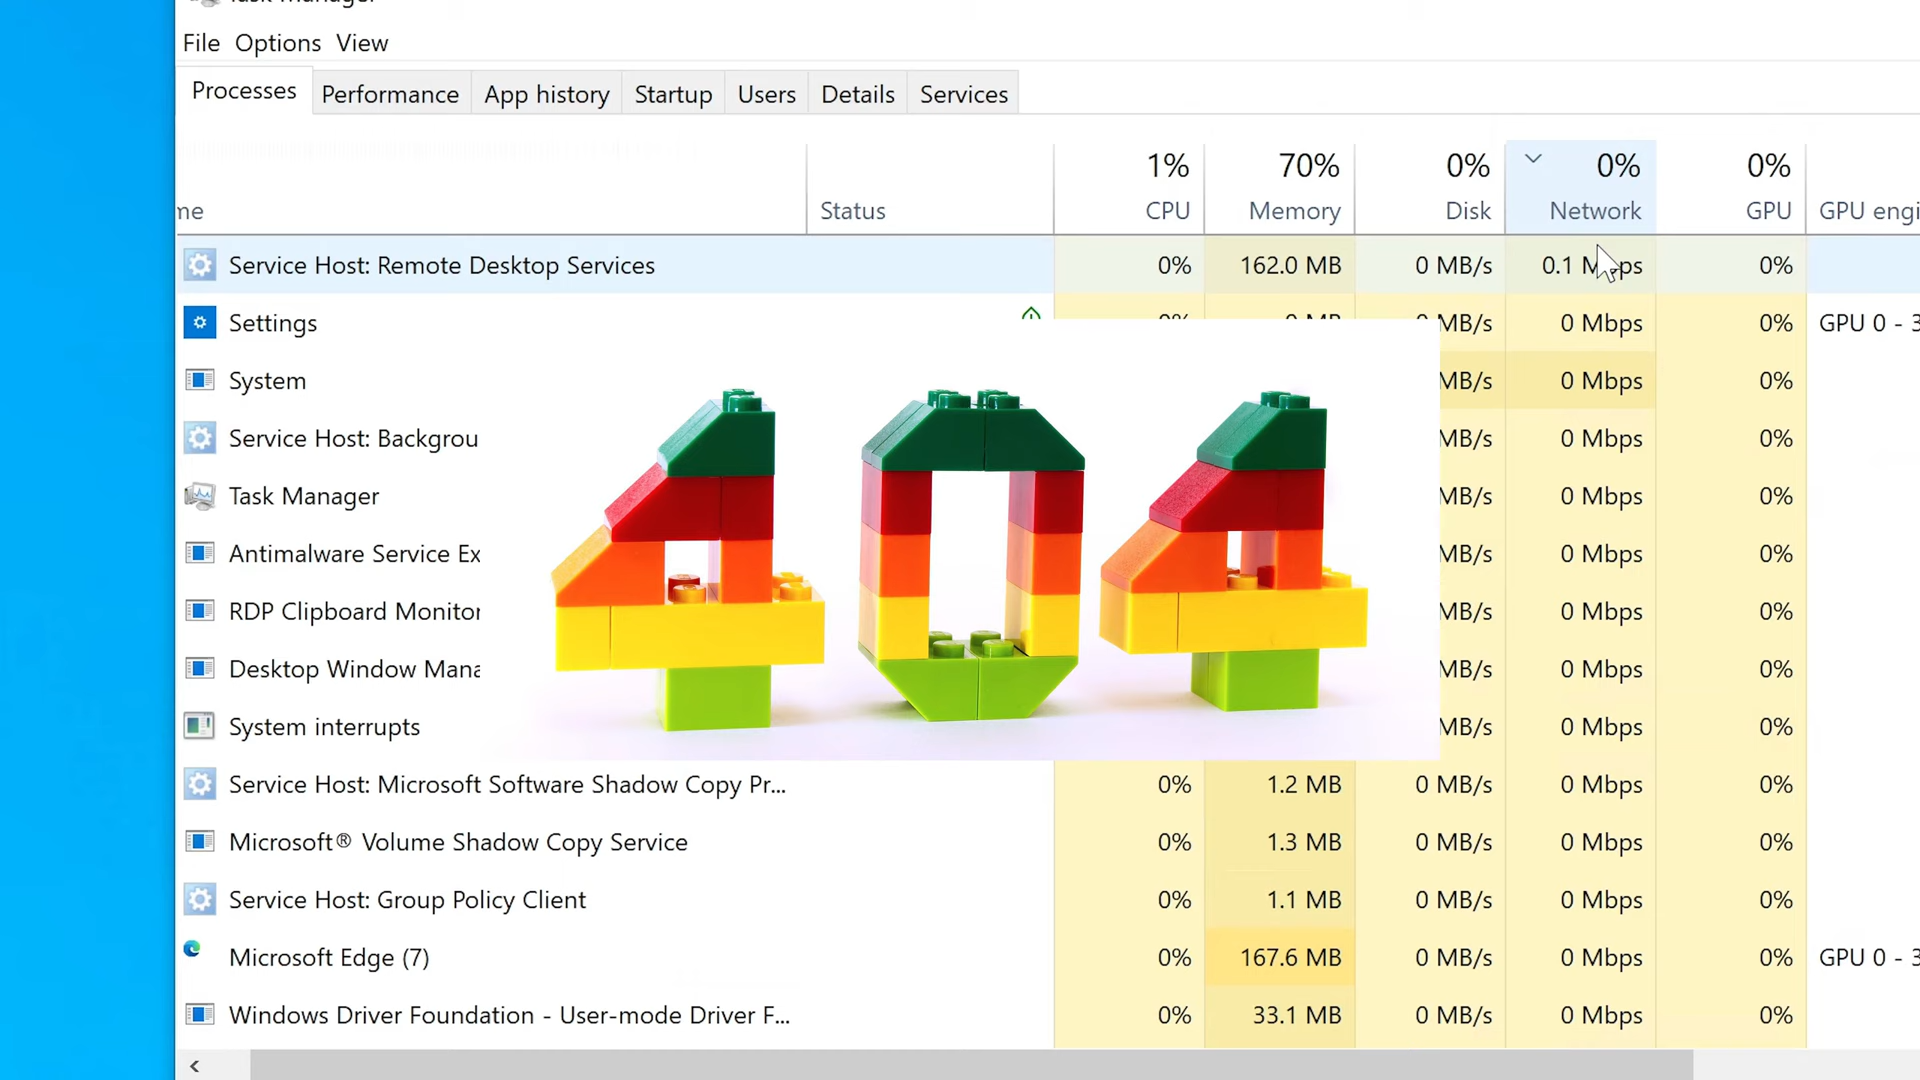 Task Manager
File Options View
Processes Performance App history Startup Users Details Services
1% 70% 0% 0% 0%
me Status CPU Memory Disk Network GPU GPU engi
Service Host: Remote Desktop Services 0% 162.0 MB 0 MB/s 0.1 Mbps 0%
Settings 0% 0 MB 0 MB/s 0 Mbps 0% GPU 0 - 3
System MB/s 0 Mbps 0%
Service Host: Backgrou MB/s 0 Mbps 0%
Task Manager MB/s 0 Mbps 0%
Antimalware Service Ex MB/s 0 Mbps 0%
RDP Clipboard Monitor MB/s 0 Mbps 0%
Desktop Window Mana MB/s 0 Mbps 0%
System interrupts MB/s 0 Mbps 0%
Service Host: Microsoft Software Shadow Copy Pr... 0% 1.2 MB 0 MB/s 0 Mbps 0%
Microsoft® Volume Shadow Copy Service 0% 1.3 MB 0 MB/s 0 Mbps 0%
Service Host: Group Policy Client 0% 1.1 MB 0 MB/s 0 Mbps 0%
Microsoft Edge (7) 0% 167.6 MB 0 MB/s 0 Mbps 0% GPU 0 - 3
Windows Driver Foundation - User-mode Driver F... 0% 33.1 MB 0 MB/s 0 Mbps 0%
404